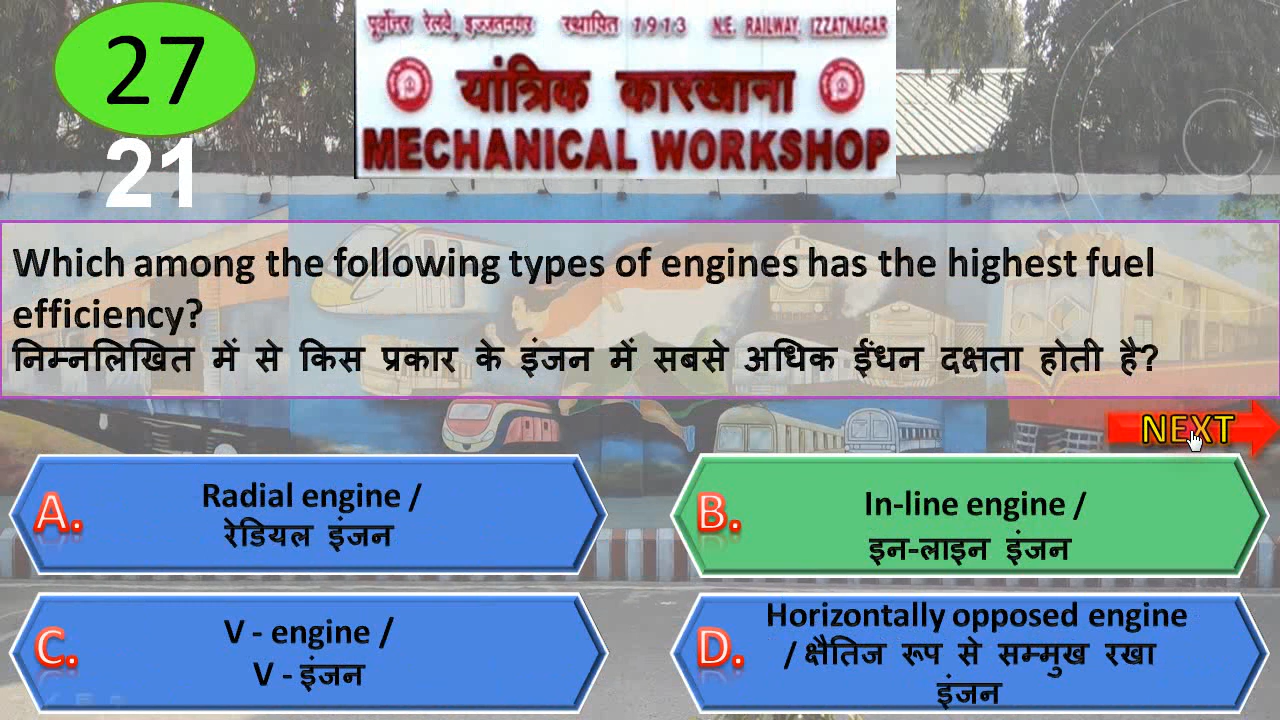 27
21
पूर्वोत्तर रेलवे, इज्जतनगर स्थापित 1913 N.E. RAILWAY, IZZATNAGAR
यांत्रिक कारखाना
MECHANICAL WORKSHOP
Which among the following types of engines has the highest fuel
efficiency?
निम्नलिखित में से किस प्रकार के इंजन में सबसे अधिक ईंधन दक्षता होती है?
NEXT
A. Radial engine /
रेडियल इंजन
B. In-line engine /
इन-लाइन इंजन
C. V - engine /
V - इंजन
D. Horizontally opposed engine
/ क्षैतिज रूप से सम्मुख रखा
इंजन